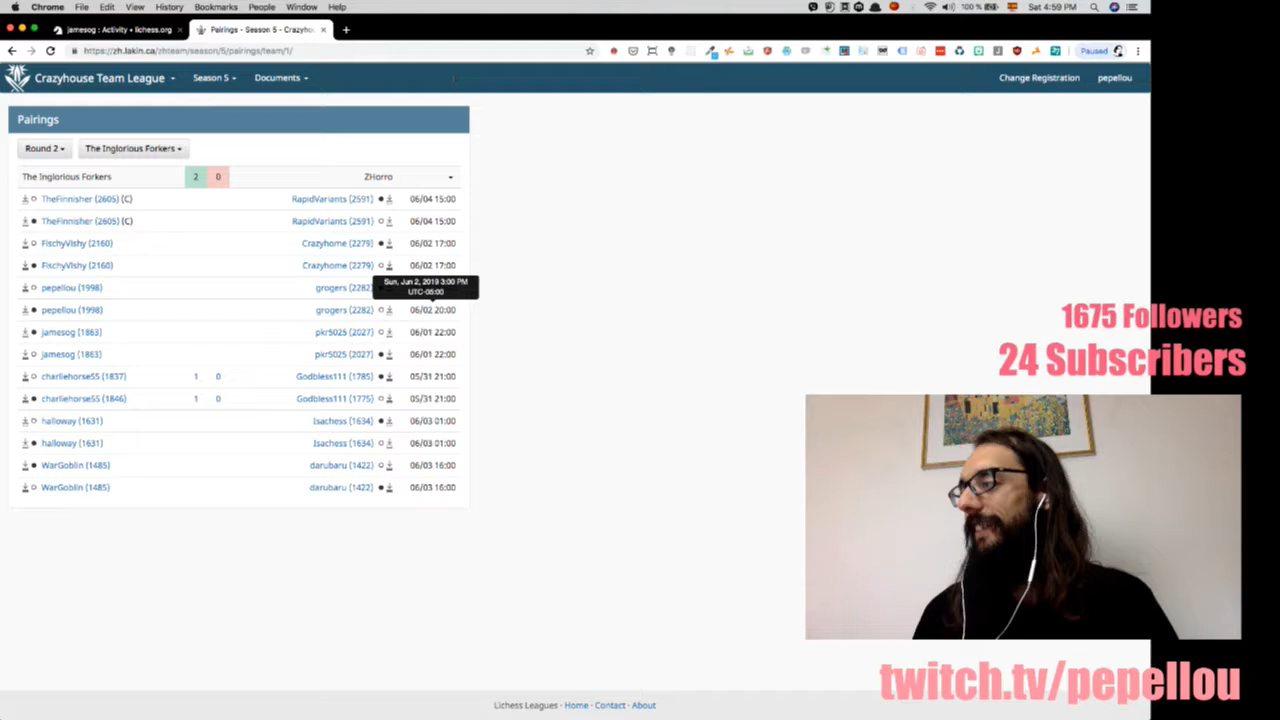 Chrome File Edit View History Bookmarks People Window Help 100 % Sat 4:59 PM
jamesog : Activity • lichess.org × Pairings - Season 5 - Crazyho × +
https://zh.lakin.ca/zhteam/season/5/pairings/team/1/ Paused
Crazyhouse Team League Season 5 Documents Change Registration pepellou
Pairings
Round 2 The Inglorious Forkers
The Inglorious Forkers 2 0 ZHorro
TheFinnisher (2605) (C) RapidVariants (2591) 06/04 15:00
TheFinnisher (2605) (C) RapidVariants (2591) 06/04 15:00
FischyVishy (2160) Crazyhome (2279) 06/02 17:00
FischyVishy (2160) Crazyhome (2279) 06/02 17:00
Sun, Jun 2, 2019 3:00 PM
UTC-05:00
pepellou (1998) grogers (2282)
pepellou (1998) grogers (2282) 06/02 20:00
jamesog (1863) pkr5025 (2027) 06/01 22:00
jamesog (1863) pkr5025 (2027) 06/01 22:00
charliehorse55 (1837) 1 0 Godbless111 (1785) 05/31 21:00
charliehorse55 (1846) 1 0 Godbless111 (1775) 05/31 21:00
halloway (1631) Isachess (1634) 06/03 01:00
halloway (1631) Isachess (1634) 06/03 01:00
WarGoblin (1485) darubaru (1422) 06/03 16:00
WarGoblin (1485) darubaru (1422) 06/03 16:00
1675 Followers
24 Subscribers
twitch.tv/pepellou
Lichess Leagues · Home · Contact · About